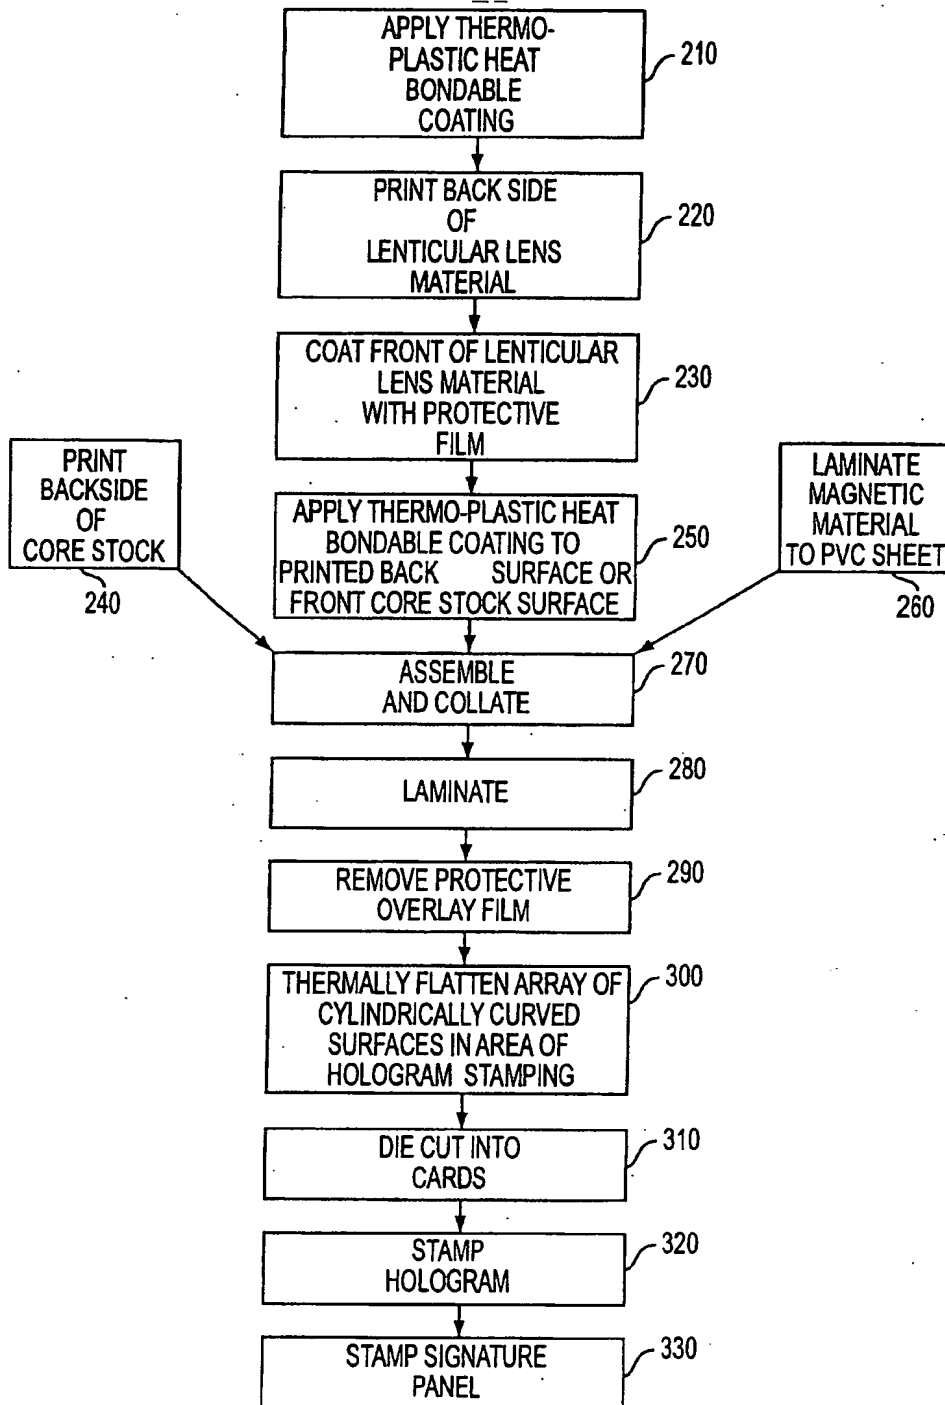 APPLY THERMO-
PLASTIC HEAT
BONDABLE
COATING
210
PRINT BACK SIDE
OF
LENTICULAR LENS
MATERIAL
220
COAT FRONT OF LENTICULAR
LENS MATERIAL
WITH PROTECTIVE
FILM
230
PRINT
BACKSIDE
OF
CORE STOCK
240
APPLY THERMO-PLASTIC HEAT
BONDABLE COATING TO
PRINTED BACK SURFACE OR
FRONT CORE STOCK SURFACE
250
LAMINATE
MAGNETIC
MATERIAL
TO PVC SHEET
260
ASSEMBLE
AND COLLATE
270
LAMINATE
280
REMOVE PROTECTIVE
OVERLAY FILM
290
THERMALLY FLATTEN ARRAY OF
CYLINDRICALLY CURVED
SURFACES IN AREA OF
HOLOGRAM STAMPING
300
DIE CUT INTO
CARDS
310
STAMP
HOLOGRAM
320
STAMP SIGNATURE
PANEL
330